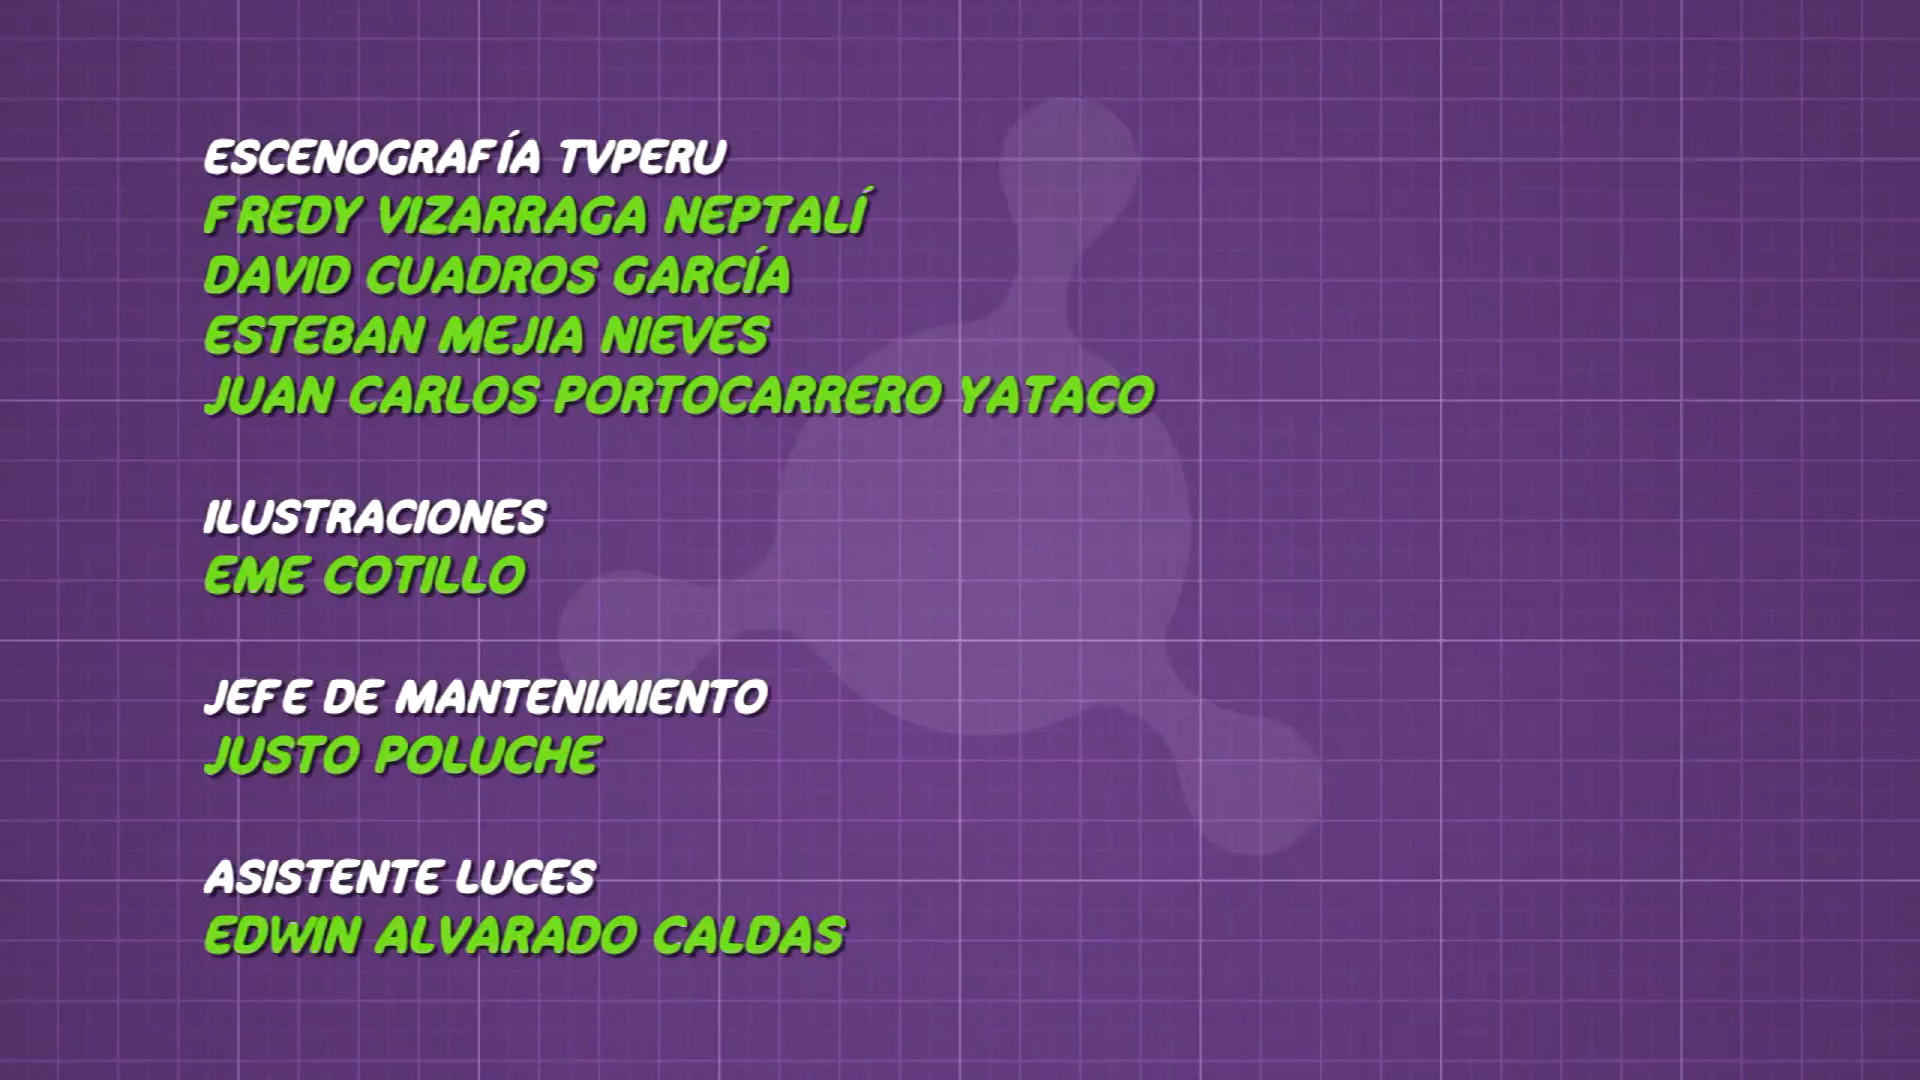 ESCENOGRAFÍA TVPERU
FREDY VIZARRAGA NEPTALÍ
DAVID CUADROS GARCÍA
ESTEBAN MEJIA NIEVES
JUAN CARLOS PORTOCARRERO YATACO
ILUSTRACIONES
EME COTILLO
JEFE DE MANTENIMIENTO
JUSTO POLUCHE
ASISTENTE LUCES
EDWIN ALVARADO CALDAS